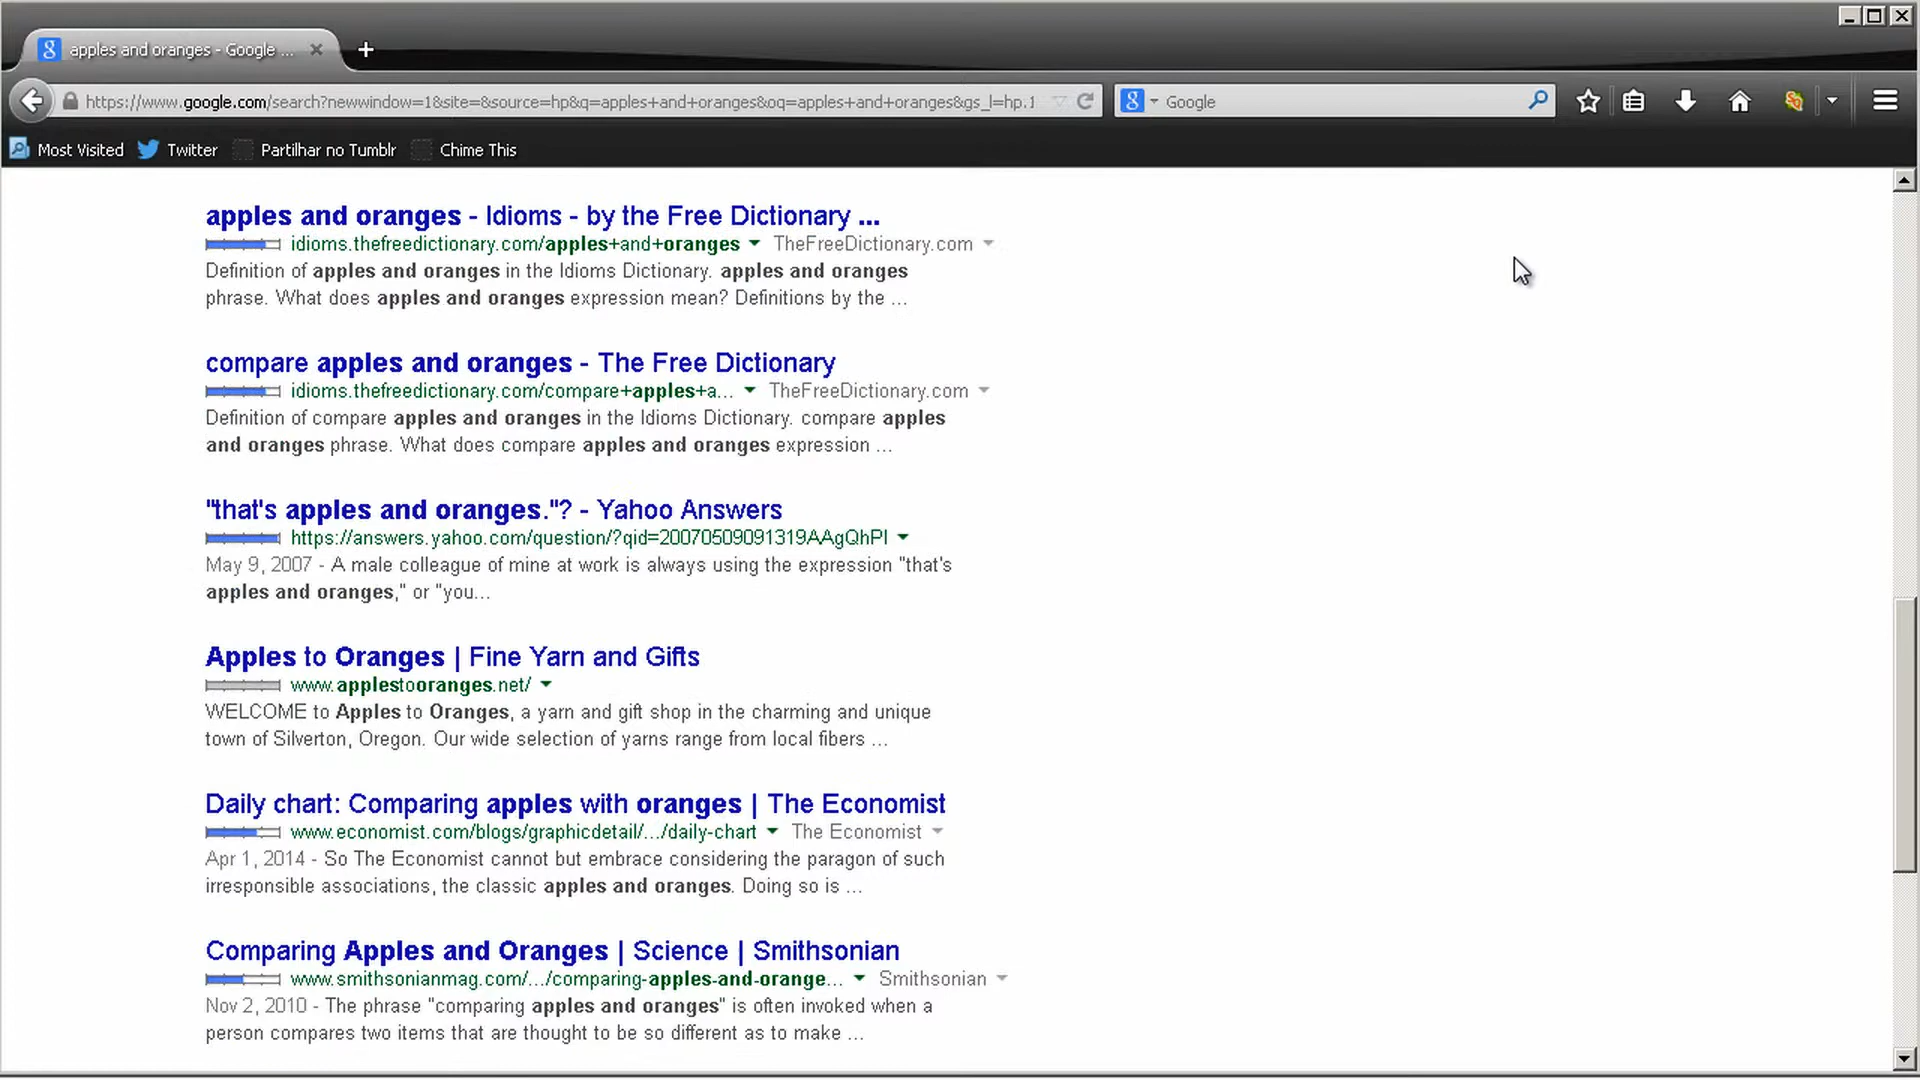 apples and oranges - Google ...
https://www.google.com/search?newwindow=1&site=&source=hp&q=apples+and+oranges&oq=apples+and+oranges&gs_l=hp.1
Google
Most Visited Twitter Partilhar no Tumblr Chime This
apples and oranges - Idioms - by the Free Dictionary ...
idioms.thefreedictionary.com/apples+and+oranges TheFreeDictionary.com
Definition of apples and oranges in the Idioms Dictionary. apples and oranges
phrase. What does apples and oranges expression mean? Definitions by the ...
compare apples and oranges - The Free Dictionary
idioms.thefreedictionary.com/compare+apples+a... TheFreeDictionary.com
Definition of compare apples and oranges in the Idioms Dictionary. compare apples
and oranges phrase. What does compare apples and oranges expression ...
"that's apples and oranges."? - Yahoo Answers
https://answers.yahoo.com/question/?qid=20070509091319AAgQhPI
May 9, 2007 - A male colleague of mine at work is always using the expression "that's
apples and oranges," or "you...
Apples to Oranges | Fine Yarn and Gifts
www.applestooranges.net/
WELCOME to Apples to Oranges, a yarn and gift shop in the charming and unique
town of Silverton, Oregon. Our wide selection of yarns range from local fibers ...
Daily chart: Comparing apples with oranges | The Economist
www.economist.com/blogs/graphicdetail/.../daily-chart The Economist
Apr 1, 2014 - So The Economist cannot but embrace considering the paragon of such
irresponsible associations, the classic apples and oranges. Doing so is ...
Comparing Apples and Oranges | Science | Smithsonian
www.smithsonianmag.com/.../comparing-apples-and-orange... Smithsonian
Nov 2, 2010 - The phrase "comparing apples and oranges" is often invoked when a
person compares two items that are thought to be so different as to make ...